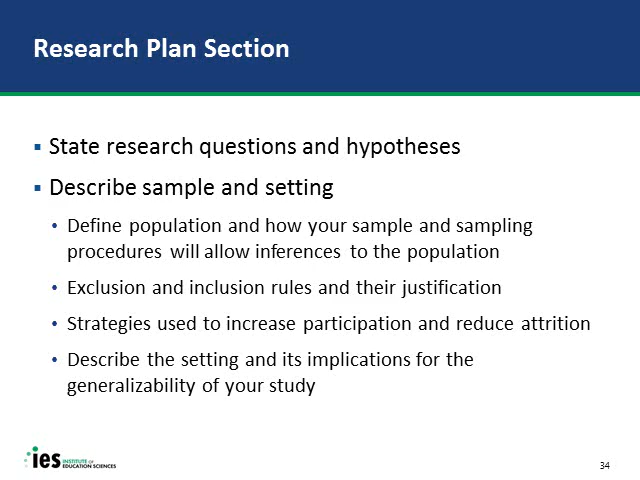 Research Plan Section
▪ State research questions and hypotheses
▪ Describe sample and setting
• Define population and how your sample and sampling
procedures will allow inferences to the population
• Exclusion and inclusion rules and their justification
• Strategies used to increase participation and reduce attrition
• Describe the setting and its implications for the
generalizability of your study
ies INSTITUTE OF
EDUCATION SCIENCES
34